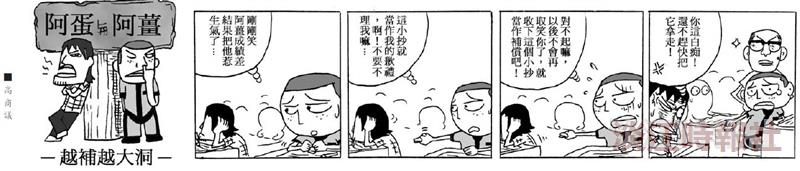 阿蛋與阿薑
—越補越大洞—
■高商議
剛剛笑
阿薑成績差
結果把他惹
生氣了…
這小抄就
當作我的歉禮
，啊！不要不
理我嘛…
對不起嘛，
以後不會再
取笑你了，就
收下這個小抄
當作補償吧！
你這白痴！
還不趕快把
它拿走！